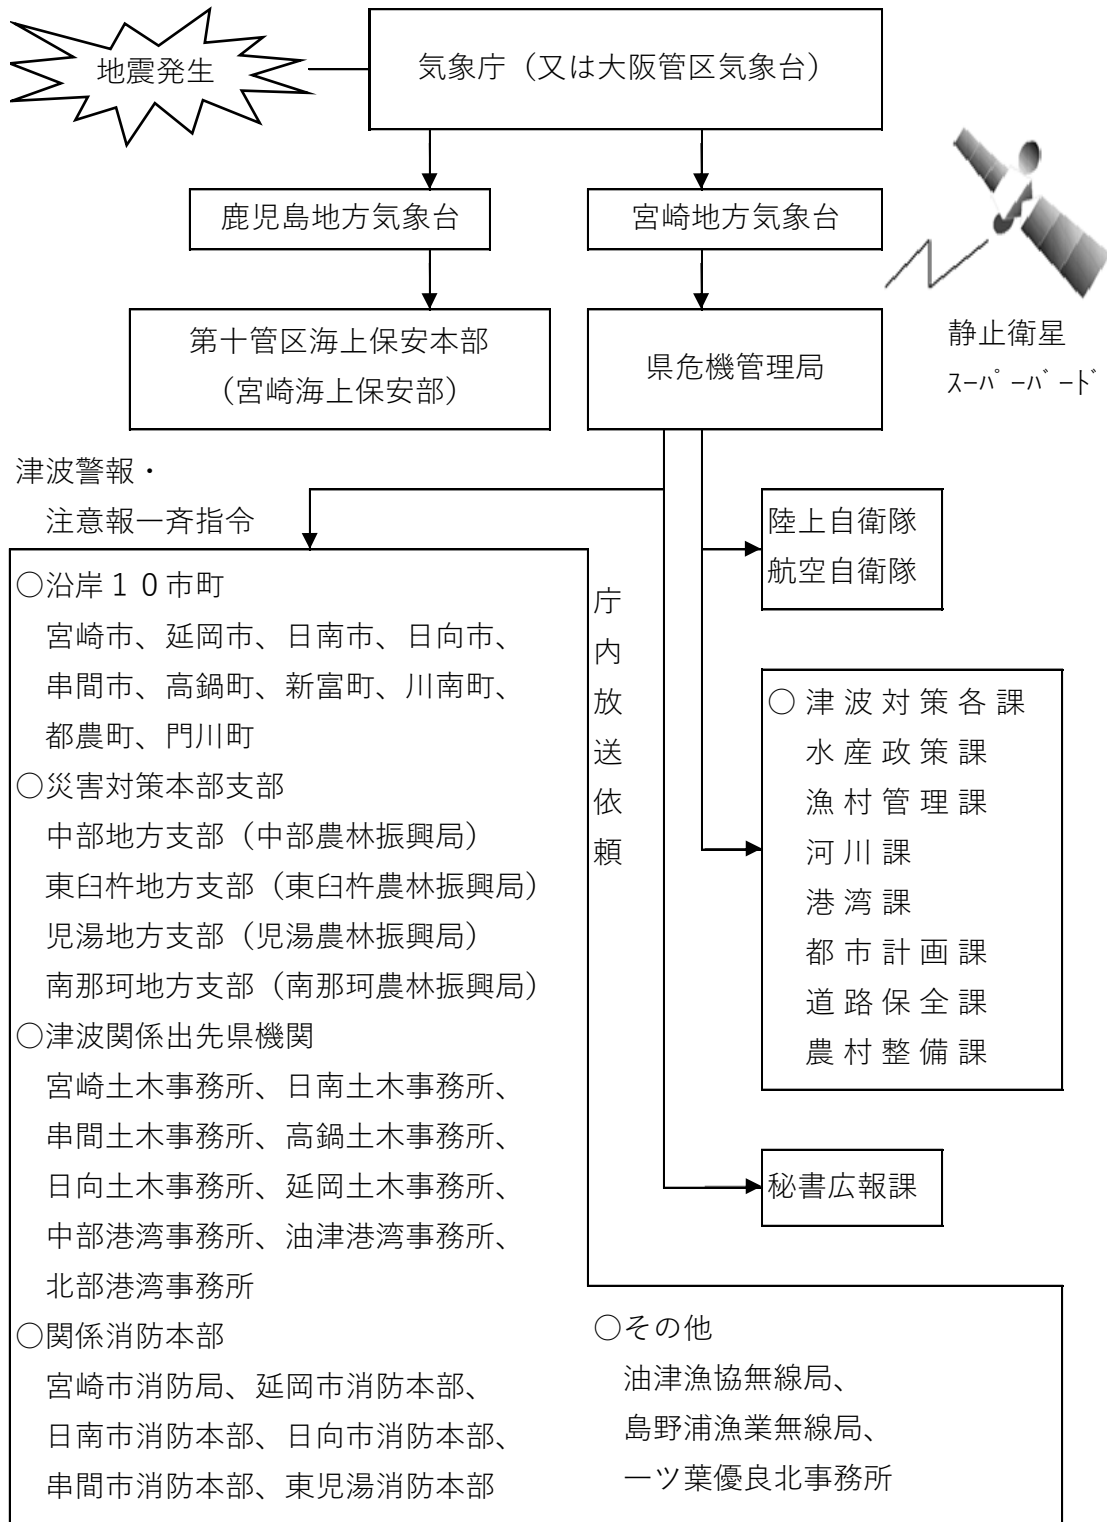 地震発生
気象庁（又は大阪管区気象台）
鹿児島地方気象台
宮崎地方気象台
第十管区海上保安本部
（宮崎海上保安部）
県危機管理局
静止衛星
ｽｰﾊﾟｰﾊﾞｰﾄﾞ
津波警報・
注意報一斉指令
陸上自衛隊
航空自衛隊
庁内放送依頼
○沿岸１０市町
宮崎市、延岡市、日南市、日向市、
串間市、高鍋町、新富町、川南町、
都農町、門川町
○災害対策本部支部
中部地方支部（中部農林振興局）
東臼杵地方支部（東臼杵農林振興局）
児湯地方支部（児湯農林振興局）
南那珂地方支部（南那珂農林振興局）
○津波関係出先県機関
宮崎土木事務所、日南土木事務所、
串間土木事務所、高鍋土木事務所、
日向土木事務所、延岡土木事務所、
中部港湾事務所、油津港湾事務所、
北部港湾事務所
○関係消防本部
宮崎市消防局、延岡市消防本部、
日南市消防本部、日向市消防本部、
串間市消防本部、東児湯消防本部
○津波対策各課
水産政策課
漁村管理課
河川課
港湾課
都市計画課
道路保全課
農村整備課
秘書広報課
○その他
油津漁協無線局、
島野浦漁業無線局、
一ツ葉優良北事務所